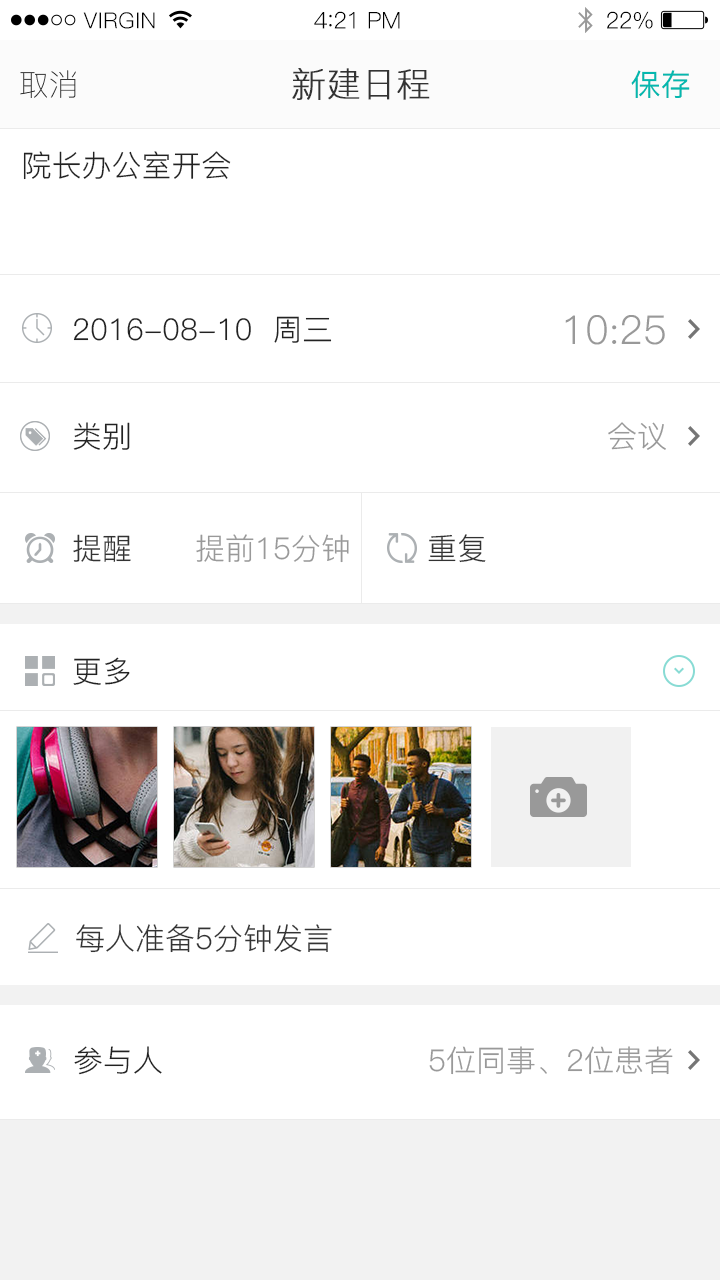 VIRGIN 4:21 PM 22%
取消 新建日程 保存
院长办公室开会
2016-08-10 周三 10:25
类别 会议
提醒 提前15分钟 重复
更多
每人准备5分钟发言
参与人 5位同事、2位患者